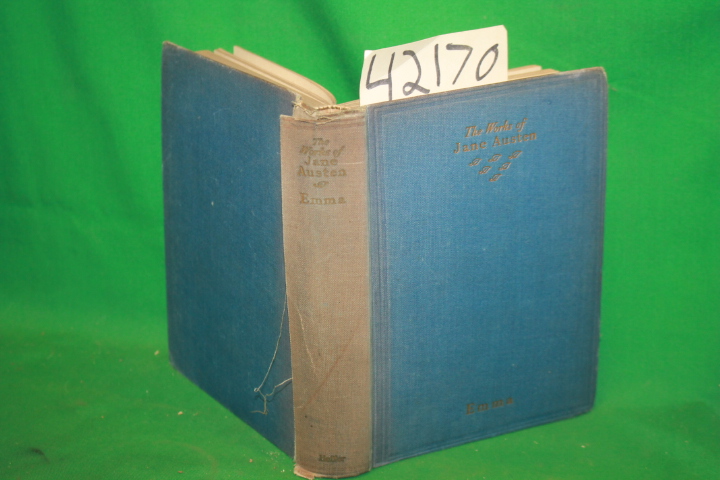 42170
The
Works of
Jane
Austen
Emma
The Works of
Jane Austen
Emma